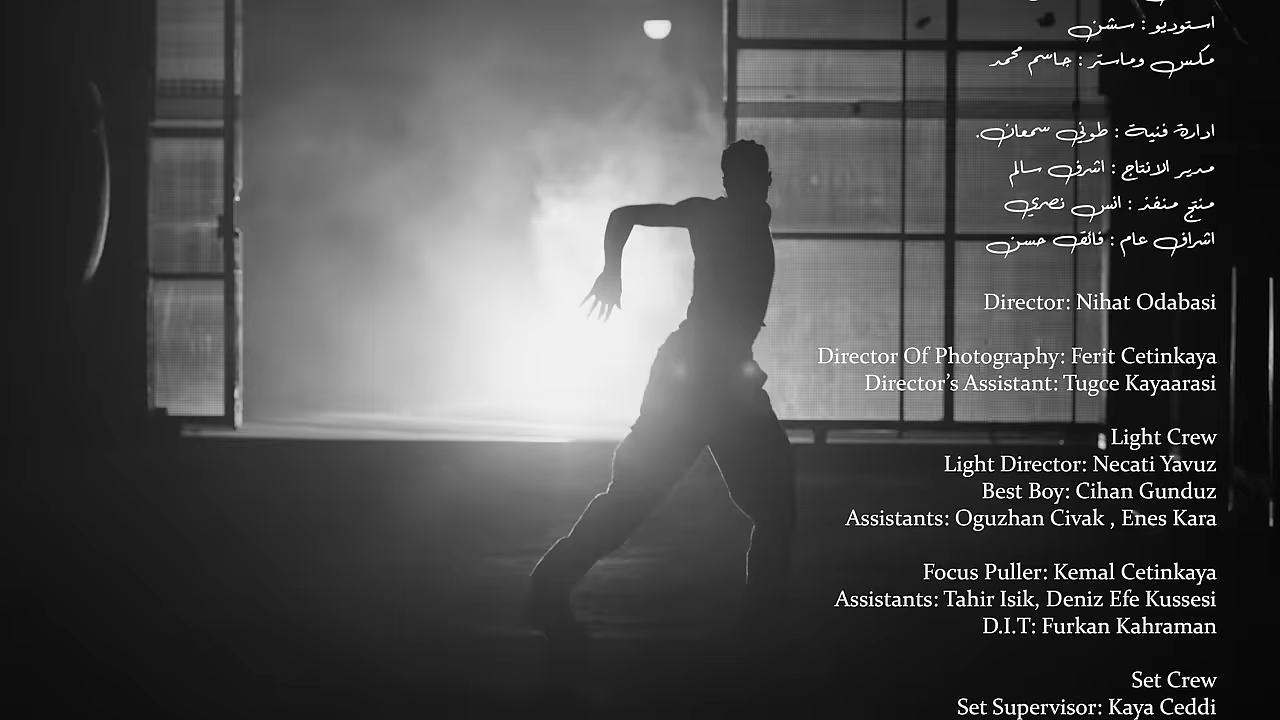 استوديو : سشن
مكس وماستر : جاسم محمد
ادارة فنية : طوني سمعان.
مدير الانتاج : اشرف سالم
منتج منفذ : انس نصري
اشراف عام : فائق حسن
Director: Nihat Odabasi
Director Of Photography: Ferit Cetinkaya
Director’s Assistant: Tugce Kayaarasi
Light Crew
Light Director: Necati Yavuz
Best Boy: Cihan Gunduz
Assistants: Oguzhan Civak , Enes Kara
Focus Puller: Kemal Cetinkaya
Assistants: Tahir Isik, Deniz Efe Kussesi
D.I.T: Furkan Kahraman
Set Crew
Set Supervisor: Kaya Ceddi